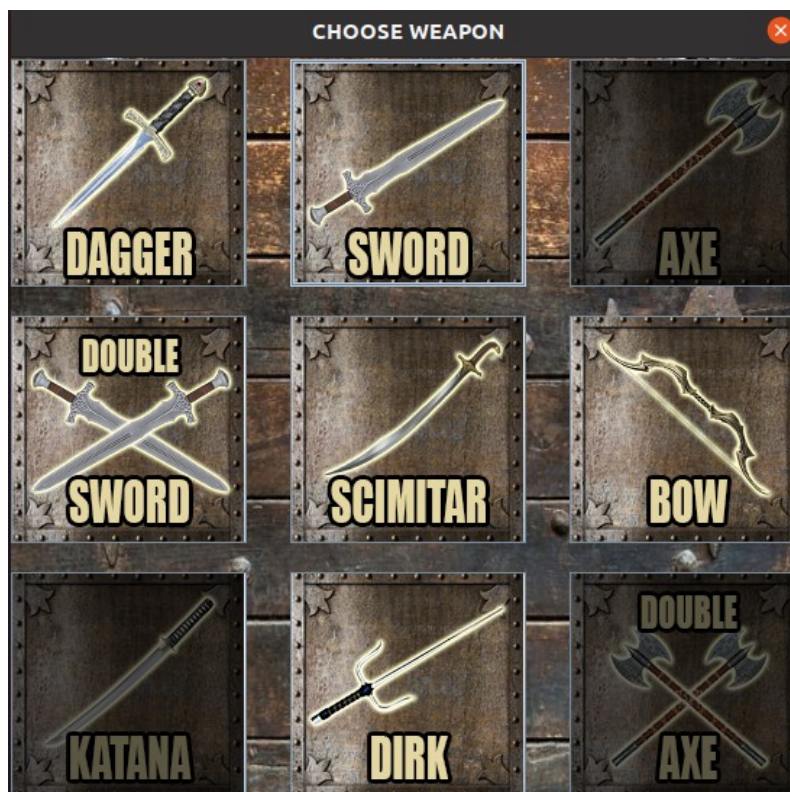 CHOOSE WEAPON
DAGGER
SWORD
AXE
DOUBLE
SWORD
SCIMITAR
BOW
KATANA
DIRK
DOUBLE
AXE